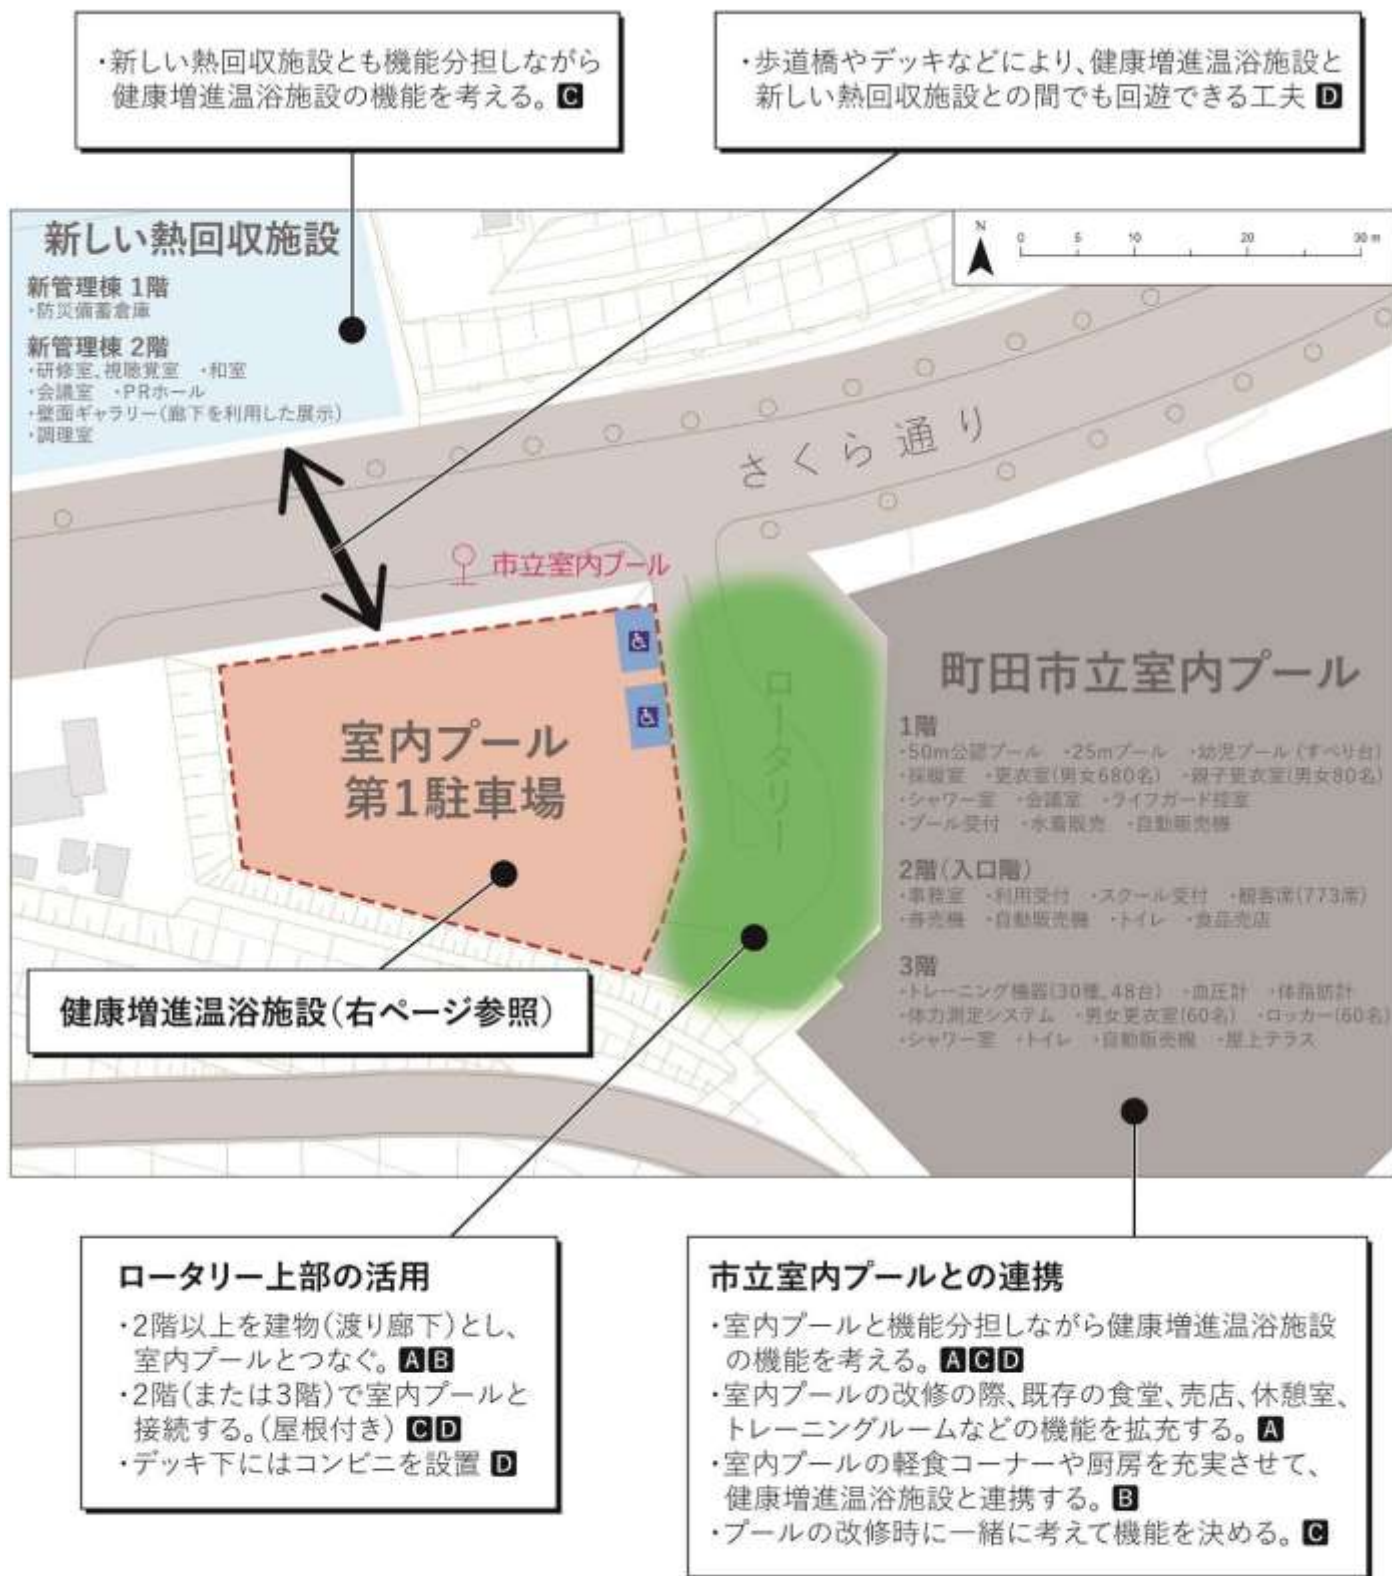 ・新しい熱回収施設とも機能分担しながら
健康増進温浴施設の機能を考える。C
・歩道橋やデッキなどにより、健康増進温浴施設と
新しい熱回収施設との間でも回遊できる工夫 D
新しい熱回収施設
新管理棟 1階
・防災備蓄倉庫
新管理棟 2階
・研修室、視聴覚室 ・和室
・会議室 ・PRホール
・壁面ギャラリー(廊下を利用した展示)
・調理室
N
0 5 10 20 30 m
さくら通り
市立室内プール
室内プール
第1駐車場
ロータリー
町田市立室内プール
1階
・50m公認プール ・25mプール ・幼児プール(すべり台)
・採暖室 ・更衣室(男女680名) ・親子更衣室(男女80名)
・シャワー室 ・会議室 ・ライフガード控室
・プール受付 ・水着販売 ・自動販売機
2階(入口階)
・事務室 ・利用受付 ・スクール受付 ・観客席(773席)
・券売機 ・自動販売機 ・トイレ ・食品売店
3階
・トレーニング機器(30種、48台) ・血圧計 ・体脂肪計
・体力測定システム ・男女更衣室(60名) ・ロッカー(60名)
・シャワー室 ・トイレ ・自動販売機 ・屋上テラス
健康増進温浴施設(右ページ参照)
ロータリー上部の活用
・2階以上を建物(渡り廊下)とし、
室内プールとつなぐ。A B
・2階(または3階)で室内プールと
接続する。(屋根付き) C D
・デッキ下にはコンビニを設置 D
市立室内プールとの連携
・室内プールと機能分担しながら健康増進温浴施設
の機能を考える。A C D
・室内プールの改修の際、既存の食堂、売店、休憩室、
トレーニングルームなどの機能を拡充する。A
・室内プールの軽食コーナーや厨房を充実させて、
健康増進温浴施設と連携する。B
・プールの改修時に一緒に考えて機能を決める。C